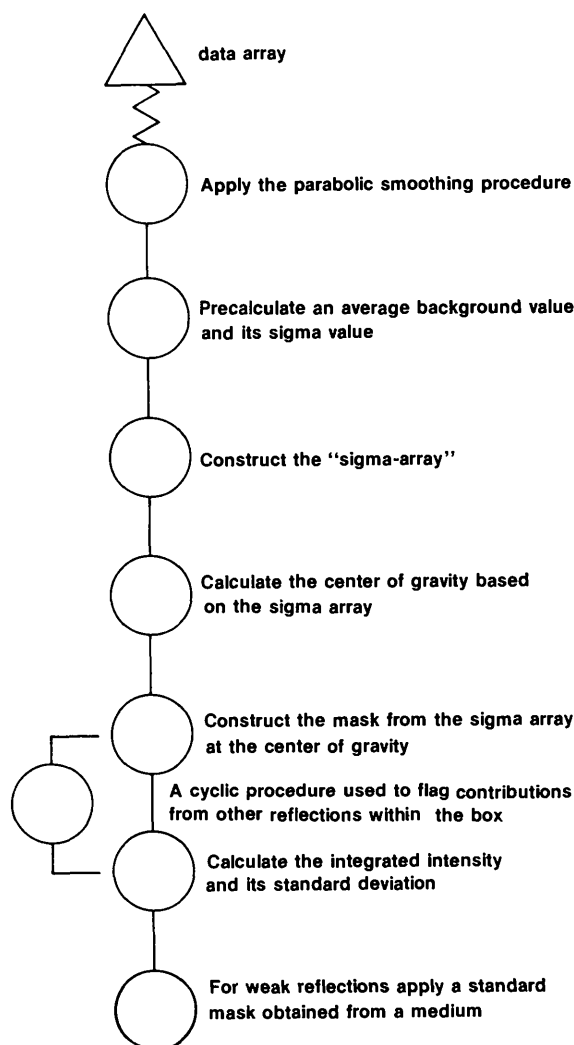 data array
Apply the parabolic smoothing procedure
Precalculate an average background value
and its sigma value
Construct the “sigma-array”
Calculate the center of gravity based
on the sigma array
Construct the mask from the sigma array
at the center of gravity
A cyclic procedure used to flag contributions
from other reflections within the box
Calculate the integrated intensity
and its standard deviation
For weak reflections apply a standard
mask obtained from a medium